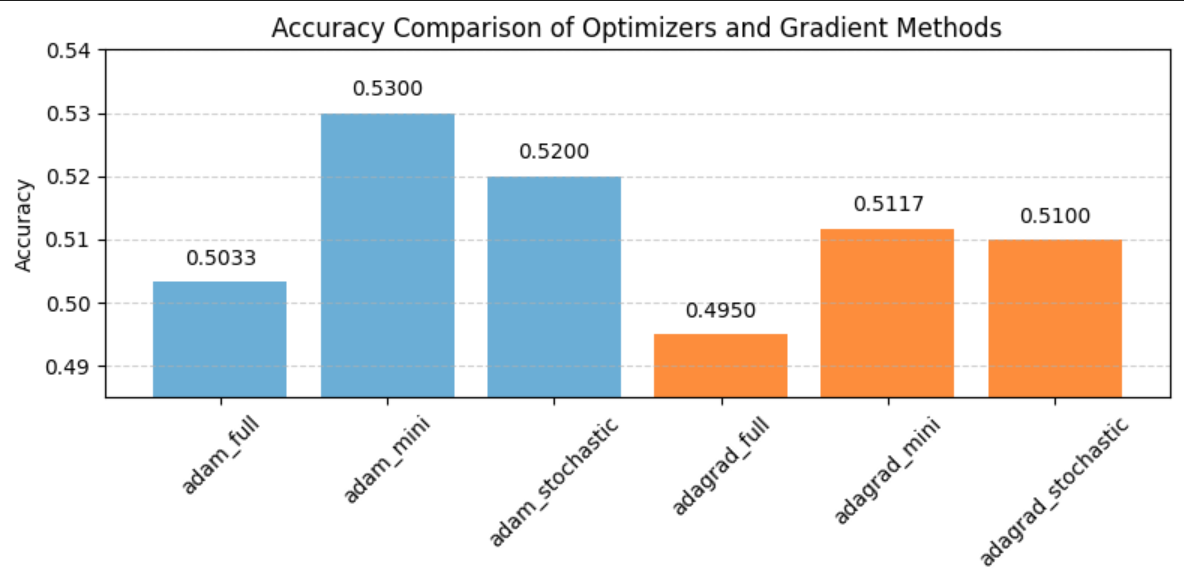 Accuracy Comparison of Optimizers and Gradient Methods
Accuracy
0.54
0.53
0.52
0.51
0.50
0.49
0.5033
0.5300
0.5200
0.4950
0.5117
0.5100
adam_full
adam_mini
adam_stochastic
adagrad_full
adagrad_mini
adagrad_stochastic